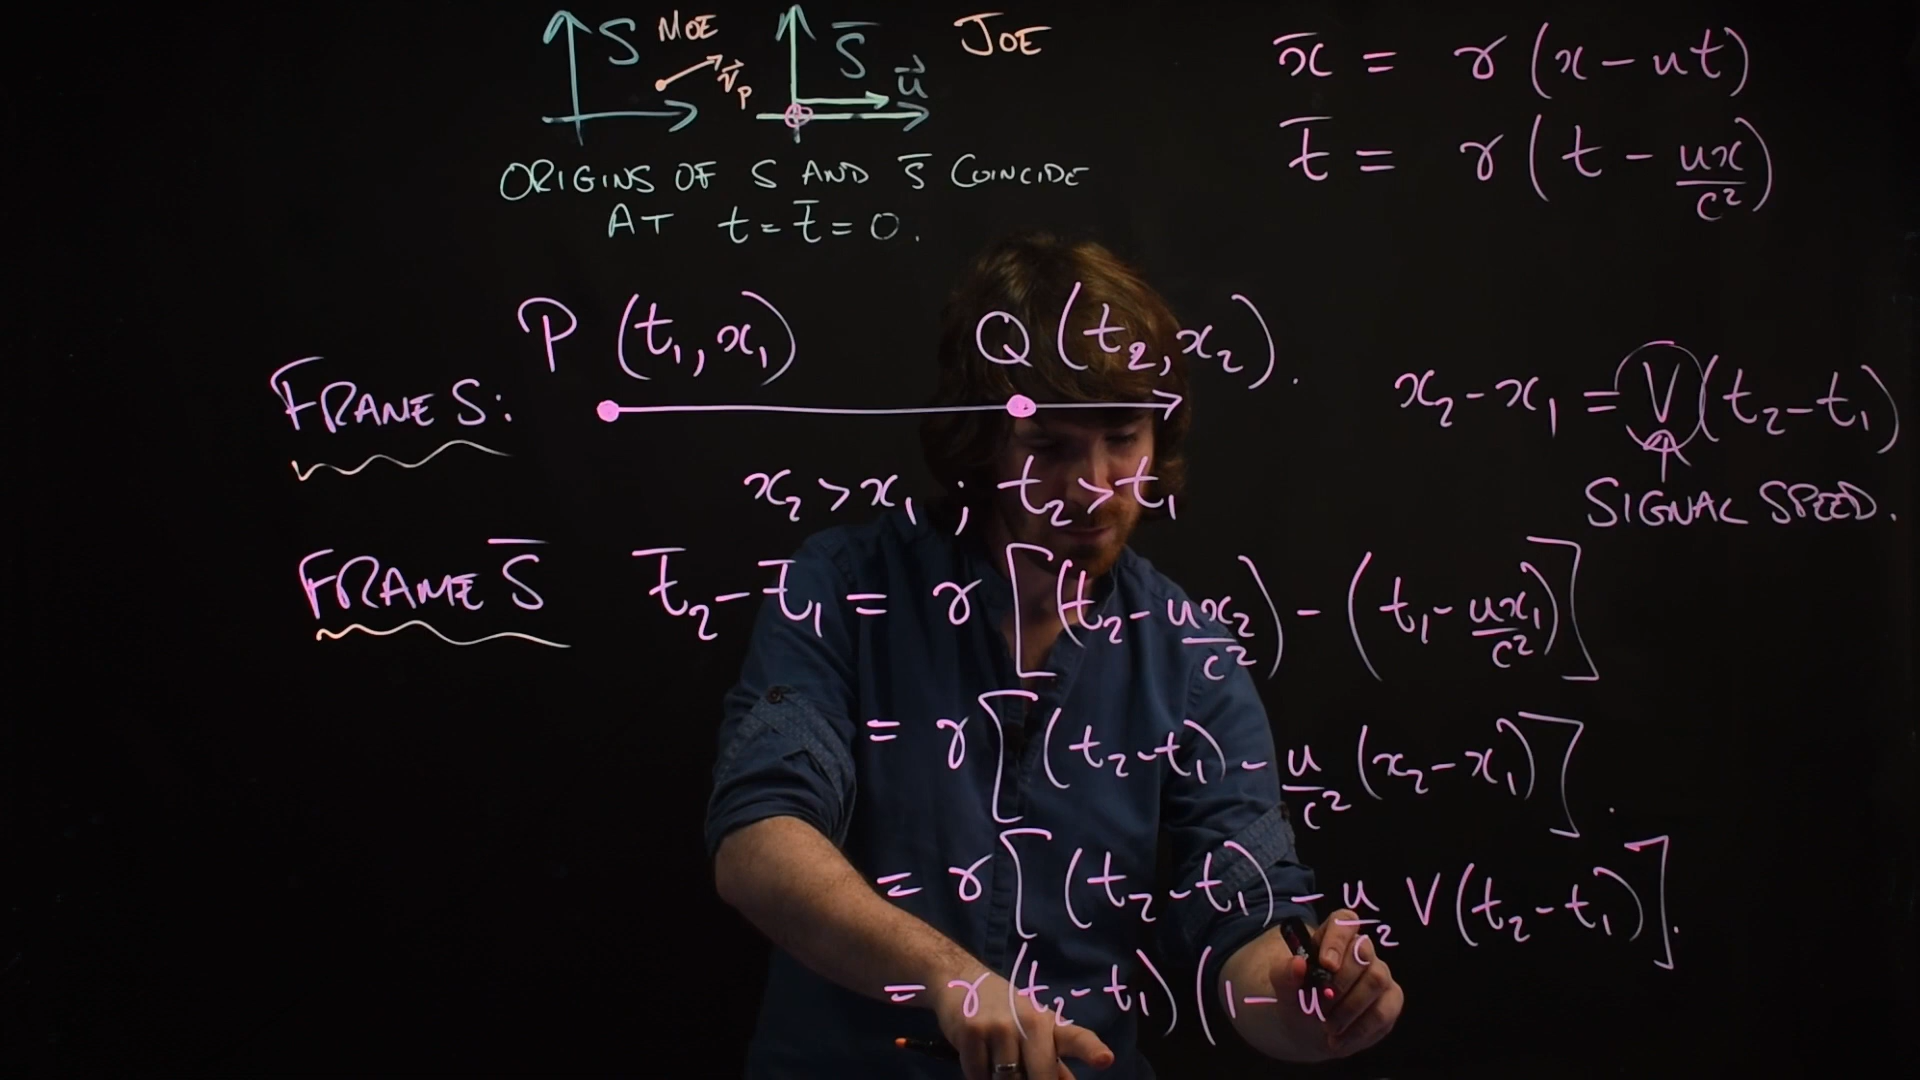 S MOE v⃗ₚ S̄ u⃗ JOE
ORIGINS OF S AND S̄ COINCIDE
AT t = t̄ = 0.
x̄ = γ(x - ut)
t̄ = γ(t - ux/c²)
P (t₁, x₁) Q (t₂, x₂).
FRAME S:
x₂ - x₁ = V(t₂ - t₁)
x₂ > x₁ ; t₂ > t₁
SIGNAL SPEED.
FRAME S̄ t̄₂ - t̄₁ = γ[(t₂ - ux₂/c²) - (t₁ - ux₁/c²)]
= γ[(t₂ - t₁) - u/c² (x₂ - x₁)].
= γ[(t₂ - t₁) - u/c² V(t₂ - t₁)].
= γ(t₂ - t₁)(1 - u